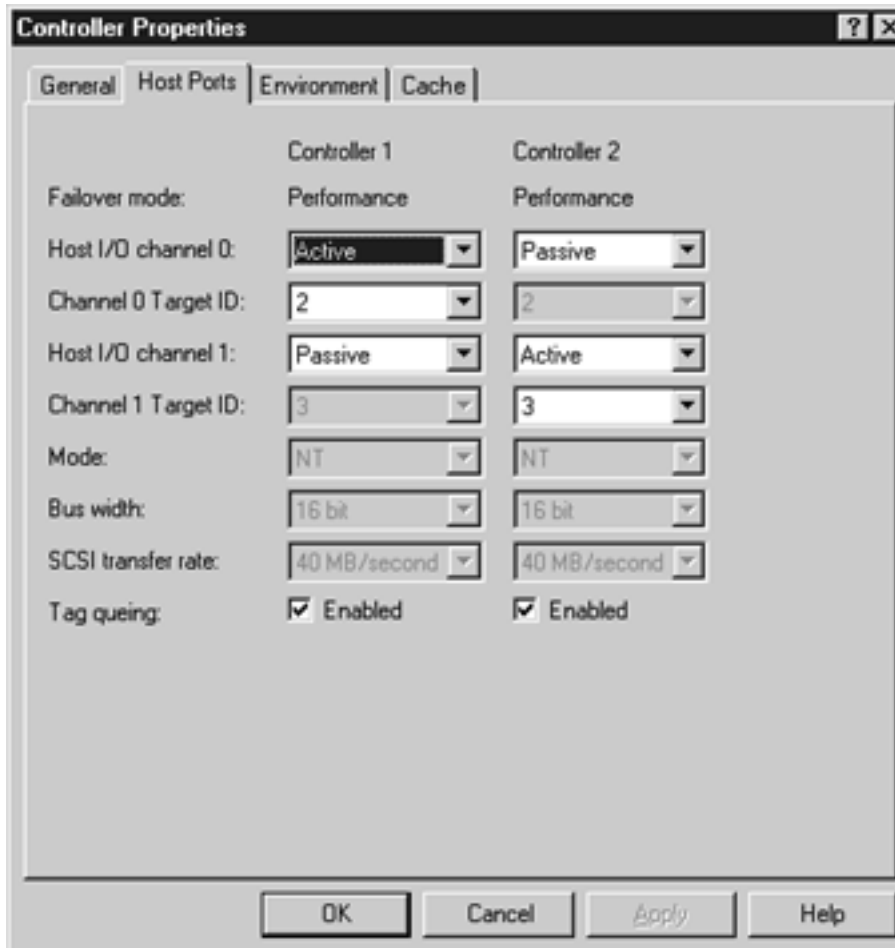 Controller Properties
General Host Ports Environment Cache
Controller 1 Controller 2
Failover mode: Performance Performance
Host I/O channel 0: Active Passive
Channel 0 Target ID: 2 2
Host I/O channel 1: Passive Active
Channel 1 Target ID: 3 3
Mode: NT NT
Bus width: 16 bit 16 bit
SCSI transfer rate: 40 MB/second 40 MB/second
Tag queing: Enabled Enabled
OK Cancel Apply Help